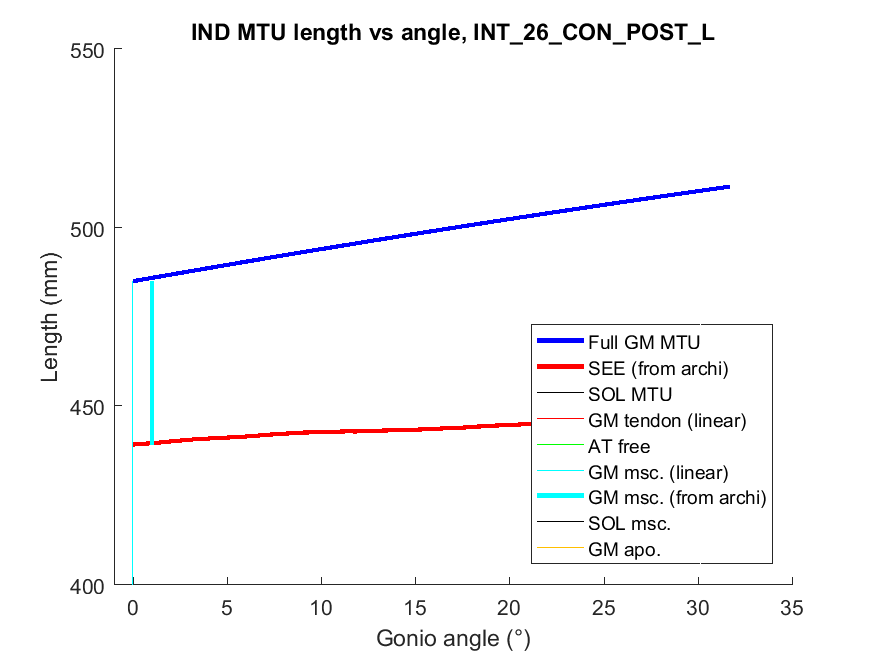 IND MTU length vs angle, INT_26_CON_POST_L
550
500
450
400
Length (mm)
Full GM MTU
SEE (from archi)
SOL MTU
GM tendon (linear)
AT free
GM msc. (linear)
GM msc. (from archi)
SOL msc.
GM apo.
0 5 10 15 20 25 30 35
Gonio angle (°)